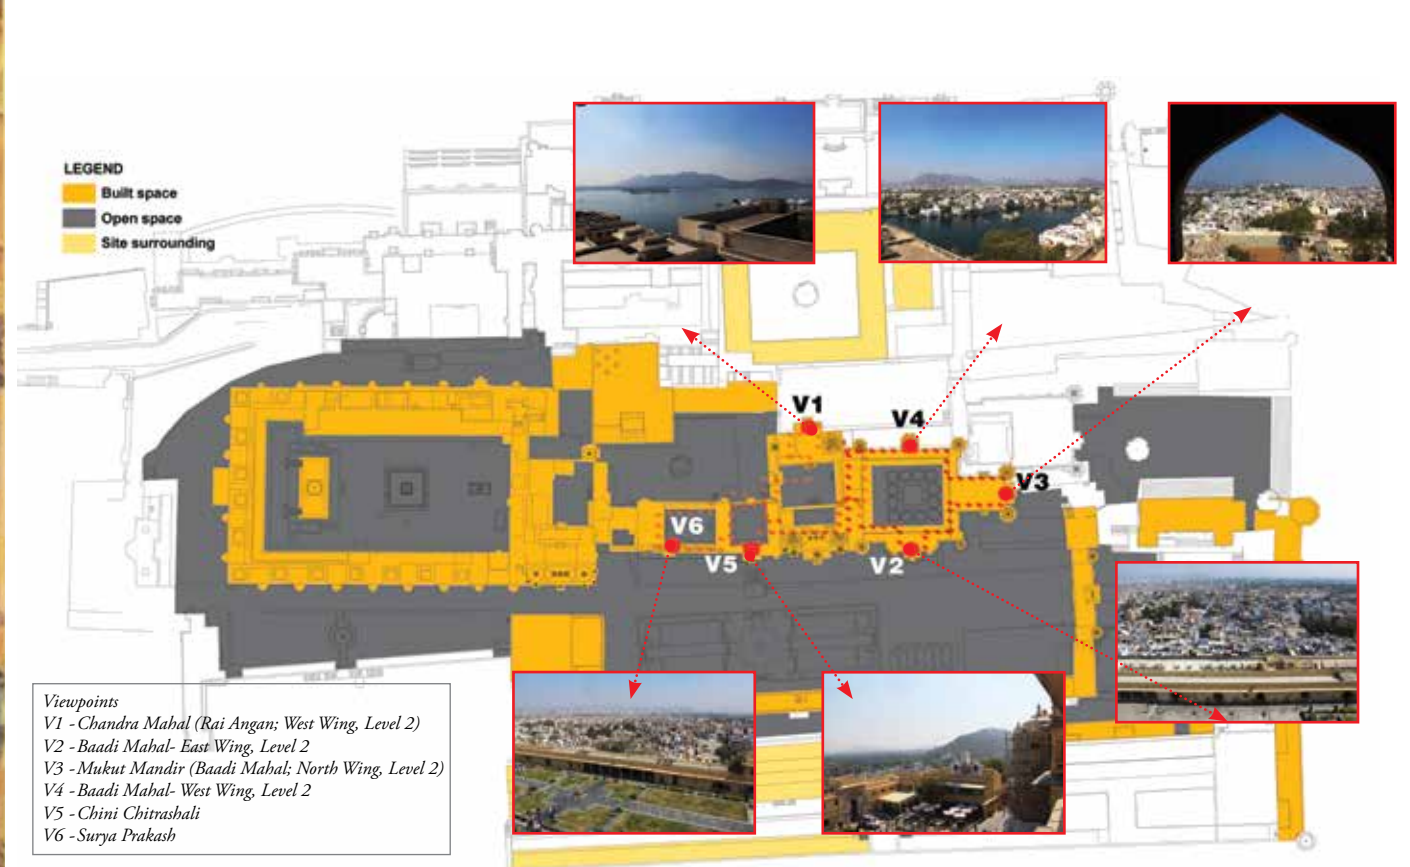 LEGEND
Built space
Open space
Site surrounding
V1
V4
V3
V6
V5
V2
Viewpoints
V1 - Chandra Mahal (Rai Angan; West Wing, Level 2)
V2 - Baadi Mahal- East Wing, Level 2
V3 - Mukut Mandir (Baadi Mahal; North Wing, Level 2)
V4 - Baadi Mahal- West Wing, Level 2
V5 - Chini Chitrashali
V6 - Surya Prakash